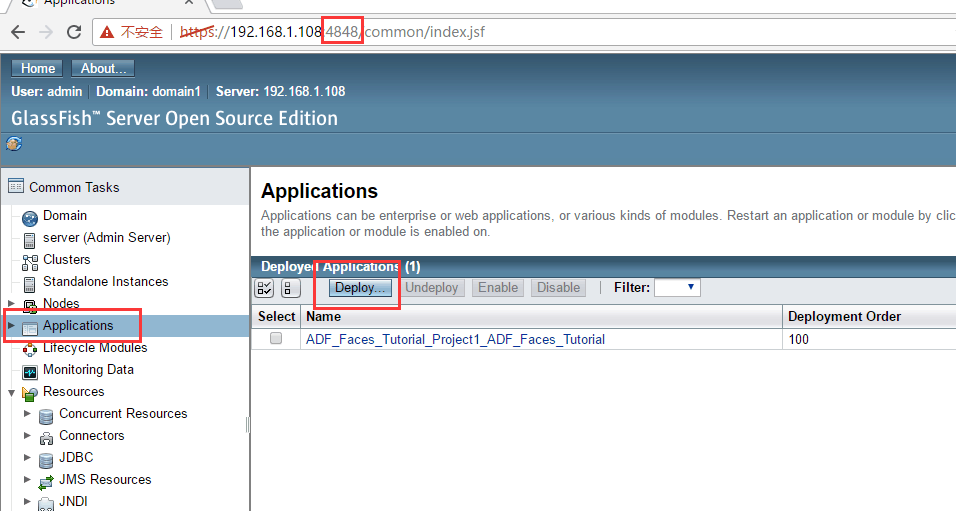 Applications
不安全 https://192.168.1.108:4848/common/index.jsf
Home About...
User: admin Domain: domain1 Server: 192.168.1.108
GlassFish™ Server Open Source Edition
Common Tasks
Domain
server (Admin Server)
Clusters
Standalone Instances
Nodes
Applications
Lifecycle Modules
Monitoring Data
Resources
Concurrent Resources
Connectors
JDBC
JMS Resources
JNDI
Applications
Applications can be enterprise or web applications, or various kinds of modules. Restart an application or module by clic
the application or module is enabled on.
Deployed Applications (1)
Deploy... Undeploy Enable Disable Filter:
Select Name Deployment Order
ADF_Faces_Tutorial_Project1_ADF_Faces_Tutorial 100